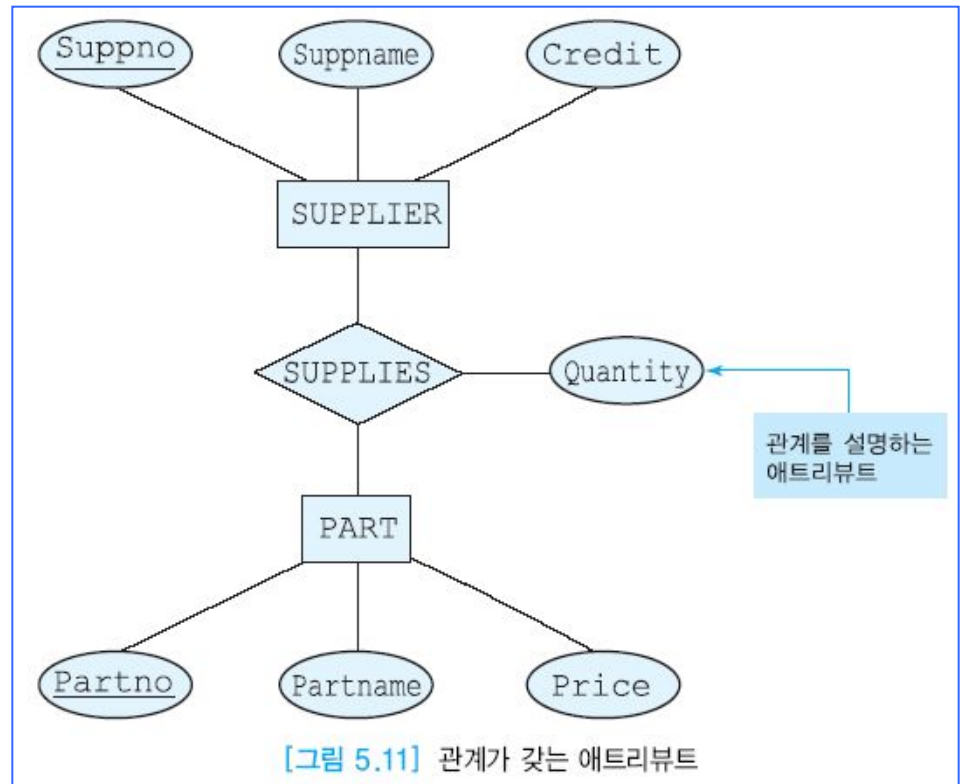 Suppno
Suppname
Credit
SUPPLIER
SUPPLIES
Quantity
관계를 설명하는
애트리뷰트
PART
Partno
Partname
Price
[그림 5.11] 관계가 갖는 애트리뷰트